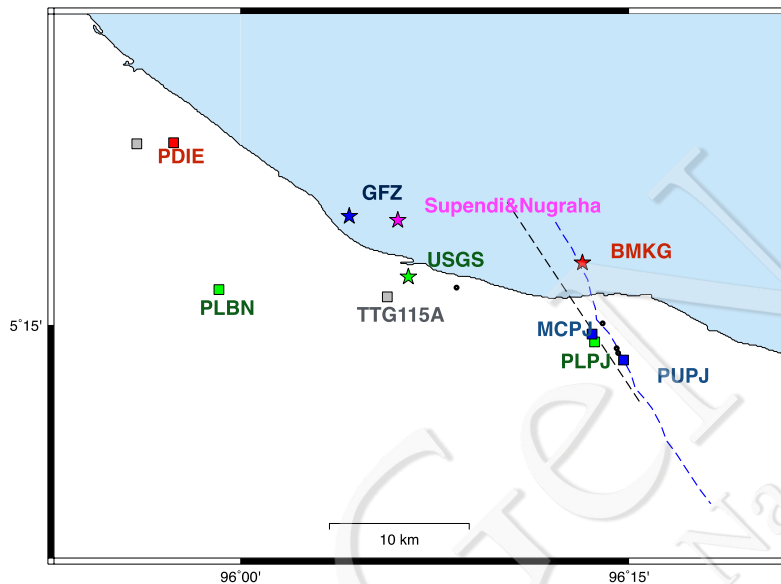 PDIE
GFZ
Supendi&Nugraha
BMKG
USGS
PLBN
TTG115A
5˚15'
MCPJ
PLPJ
PUPJ
10 km
96˚00'
96˚15'